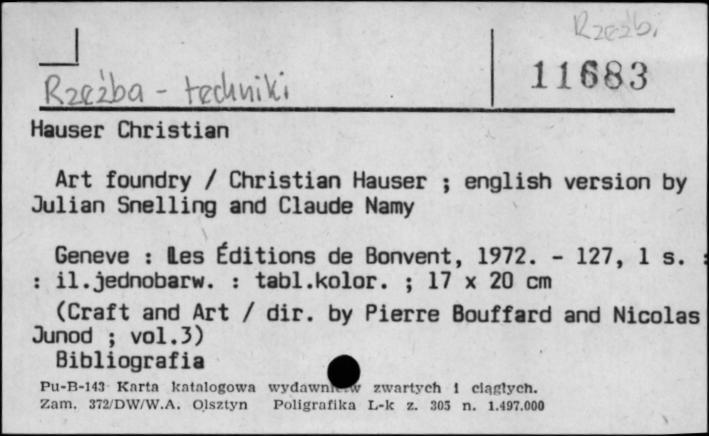 Rzeźbi
11683
Rzeźba - techniki
Hauser Christian
Art foundry / Christian Hauser ; english version by
Julian Snelling and Claude Namy
Geneve : Les Éditions de Bonvent, 1972. - 127, 1 s. :
: il.jednobarw. : tabl.kolor. ; 17 x 20 cm
(Craft and Art / dir. by Pierre Bouffard and Nicolas
Junod ; vol.3)
Bibliografia
Pu-B-143 Karta katalogowa zwartych i ciągłych.
Zam. 372/DW/W.A. Olsztyn Poligrafika L-k z. 305 n. 1.497.000